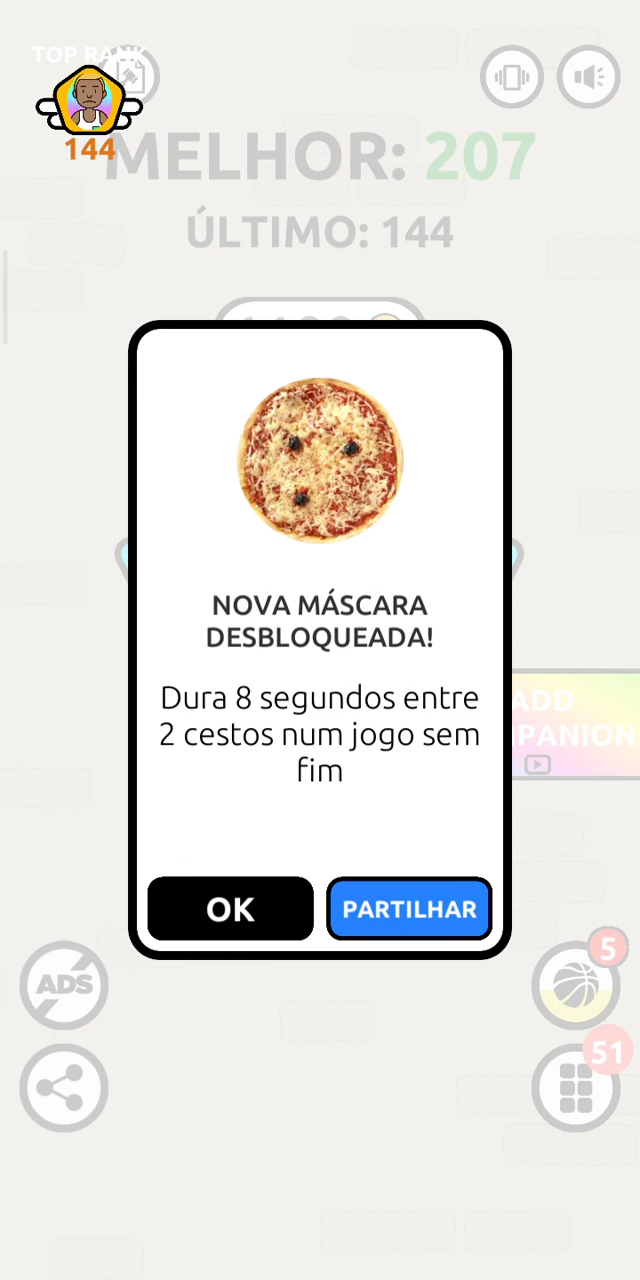 TOP RANK
144
MELHOR: 207
ÚLTIMO: 144
NOVA MÁSCARA
DESBLOQUEADA!
Dura 8 segundos entre
2 cestos num jogo sem
fim
ADD
PANION
OK
PARTILHAR
ADS
5
51